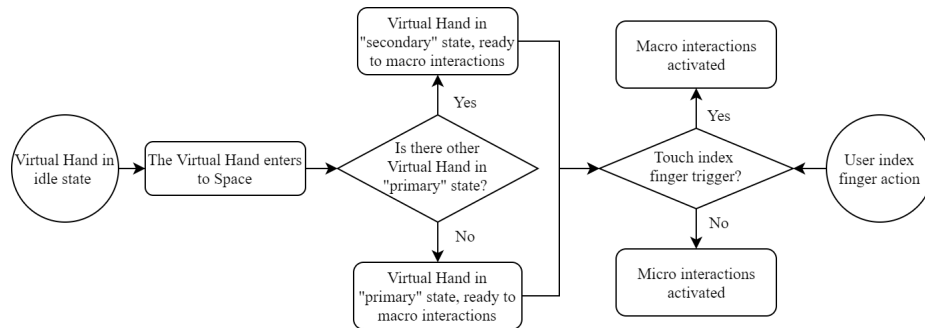 Virtual Hand in
idle state
The Virtual Hand enters
to Space
Virtual Hand in
"secondary" state, ready
to macro interactions
Yes
Is there other
Virtual Hand in
"primary" state?
No
Virtual Hand in
"primary" state, ready to
macro interactions
Macro interactions
activated
Yes
Touch index
finger trigger?
No
Micro interactions
activated
User index
finger action